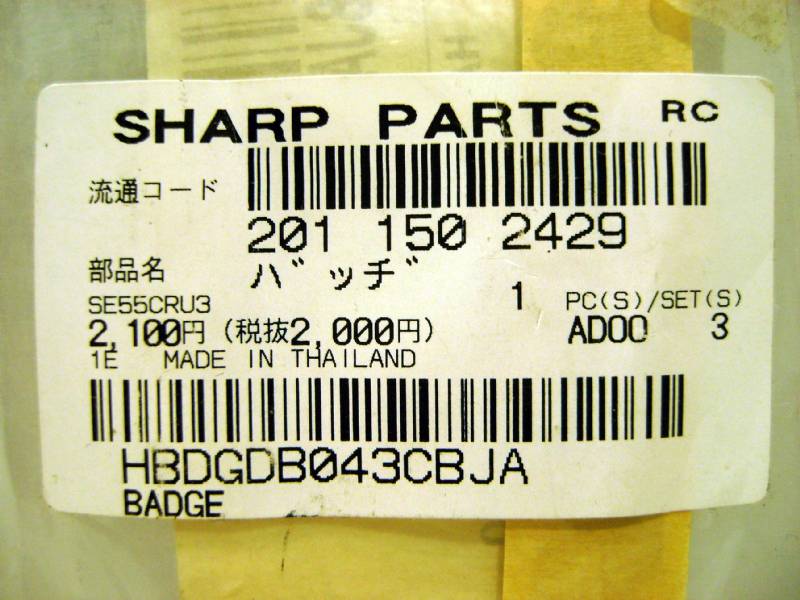 SHARP PARTS RC
流通コード
201 150 2429
部品名 バッヂ
SE55CRU3 1 PC(S)/SET(S)
2,100円 (税抜2,000円) AD00 3
1E MADE IN THAILAND
HBDGDB043CBJA
BADGE